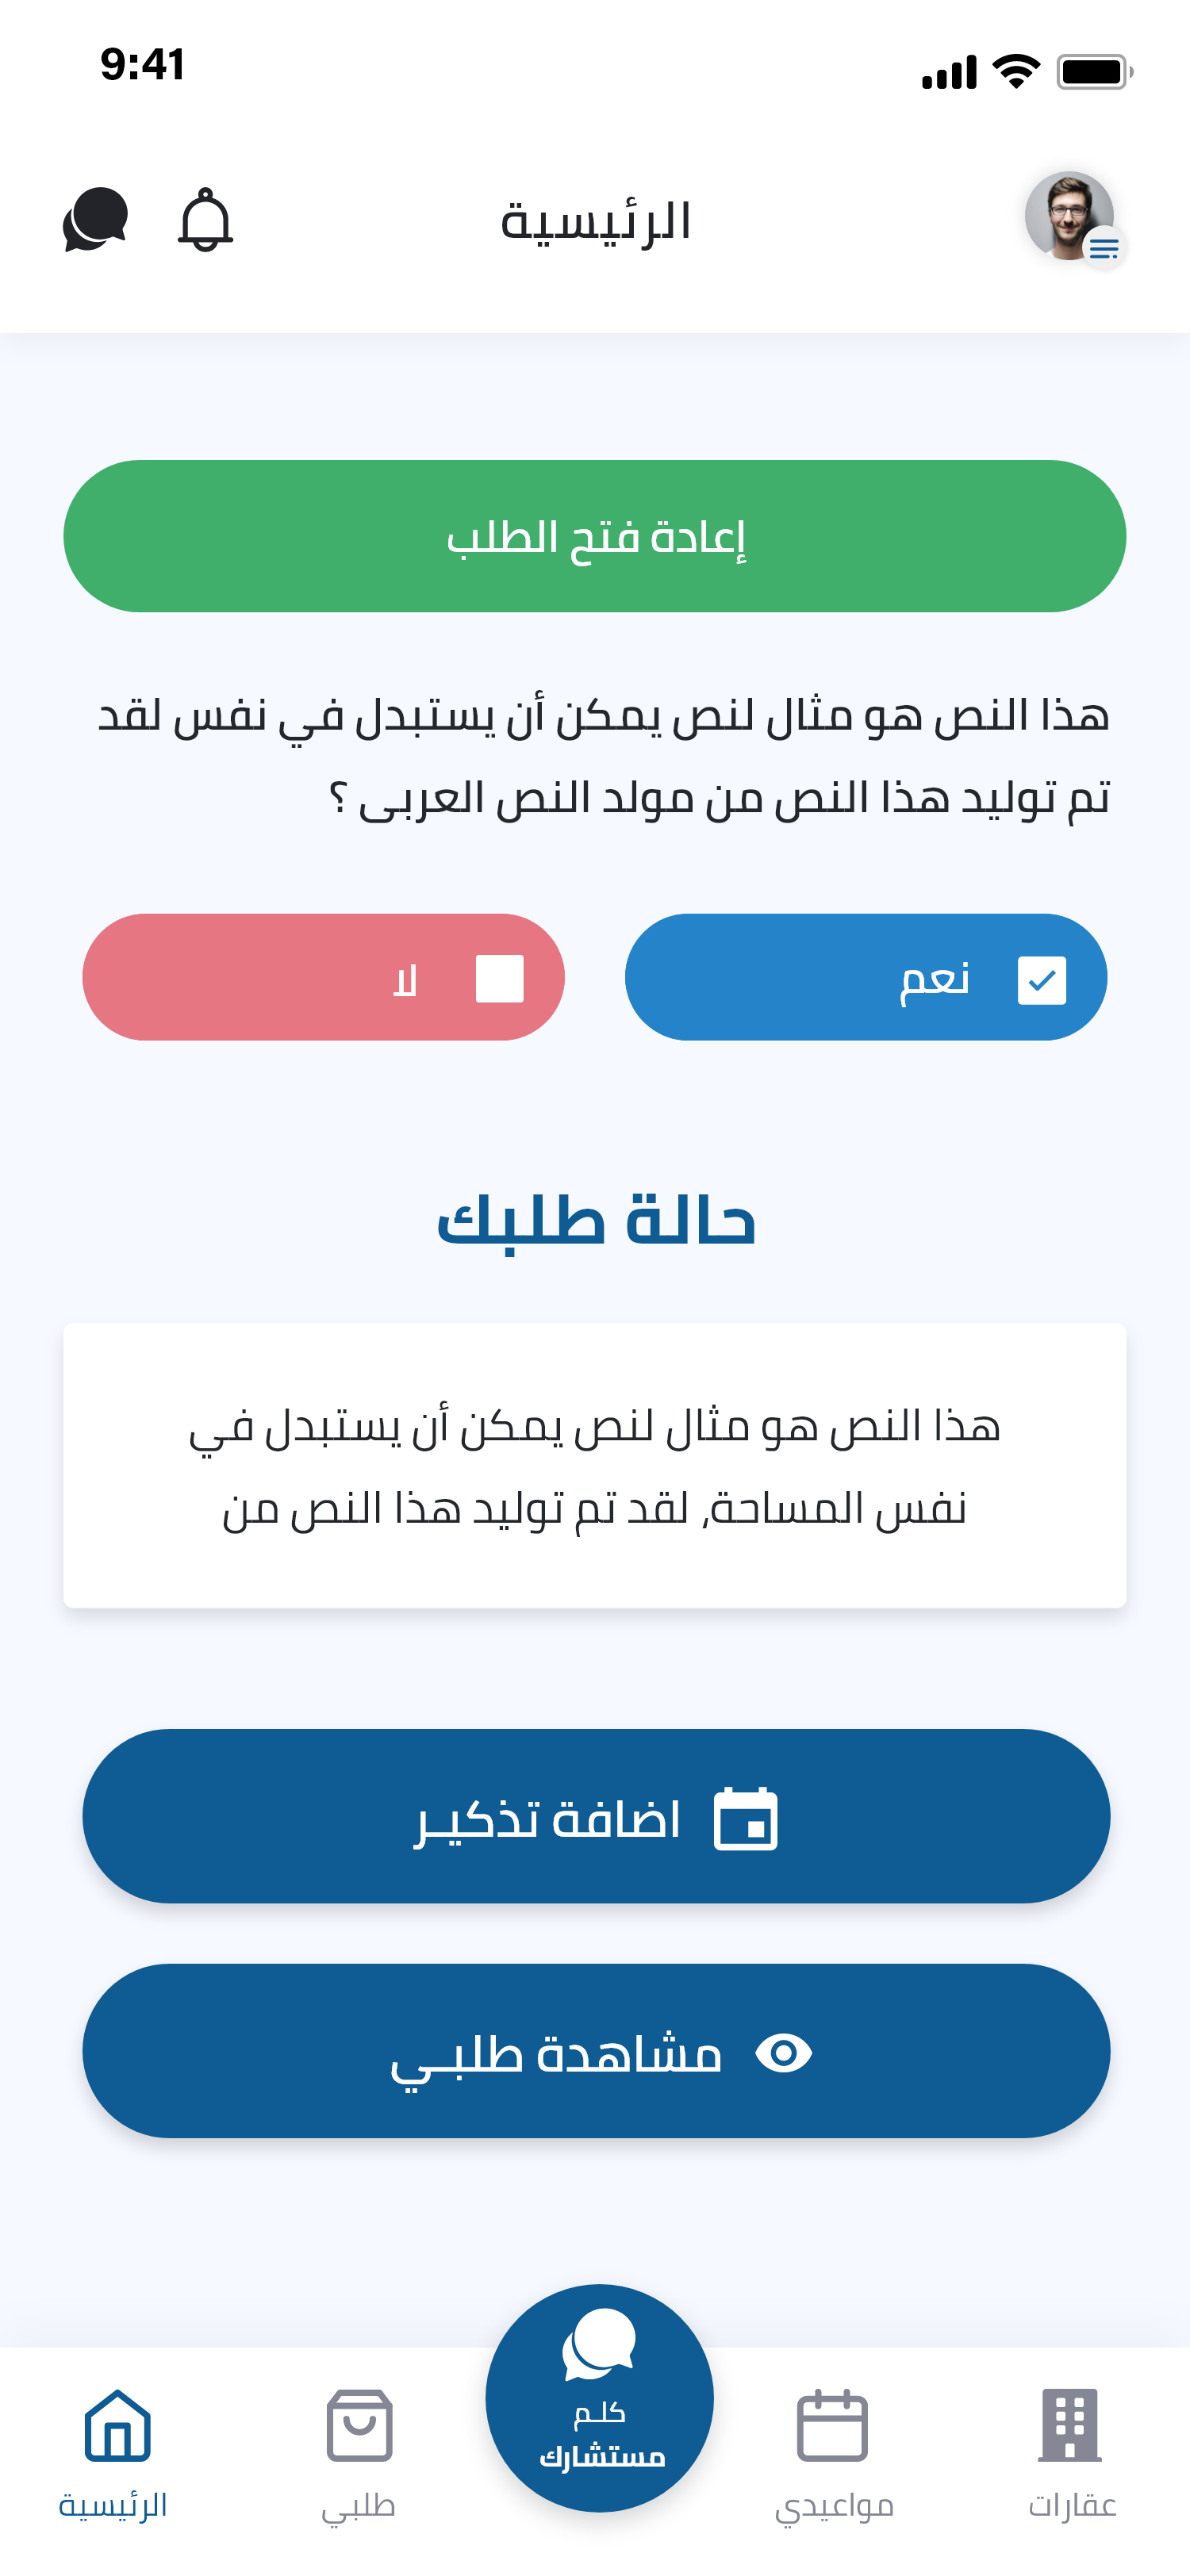 9:41
الرئيسية
إعادة فتح الطلب
هذا النص هو مثال لنص يمكن أن يستبدل في نفس لقد
تم توليد هذا النص من مولد النص العربى ؟
نعم
لا
حالة طلبك
هذا النص هو مثال لنص يمكن أن يستبدل في
نفس المساحة, لقد تم توليد هذا النص من
اضافة تذكيـر
مشاهدة طلبـي
عقارات
مواعيدي
كلـم
مستشارك
طلبي
الرئيسية